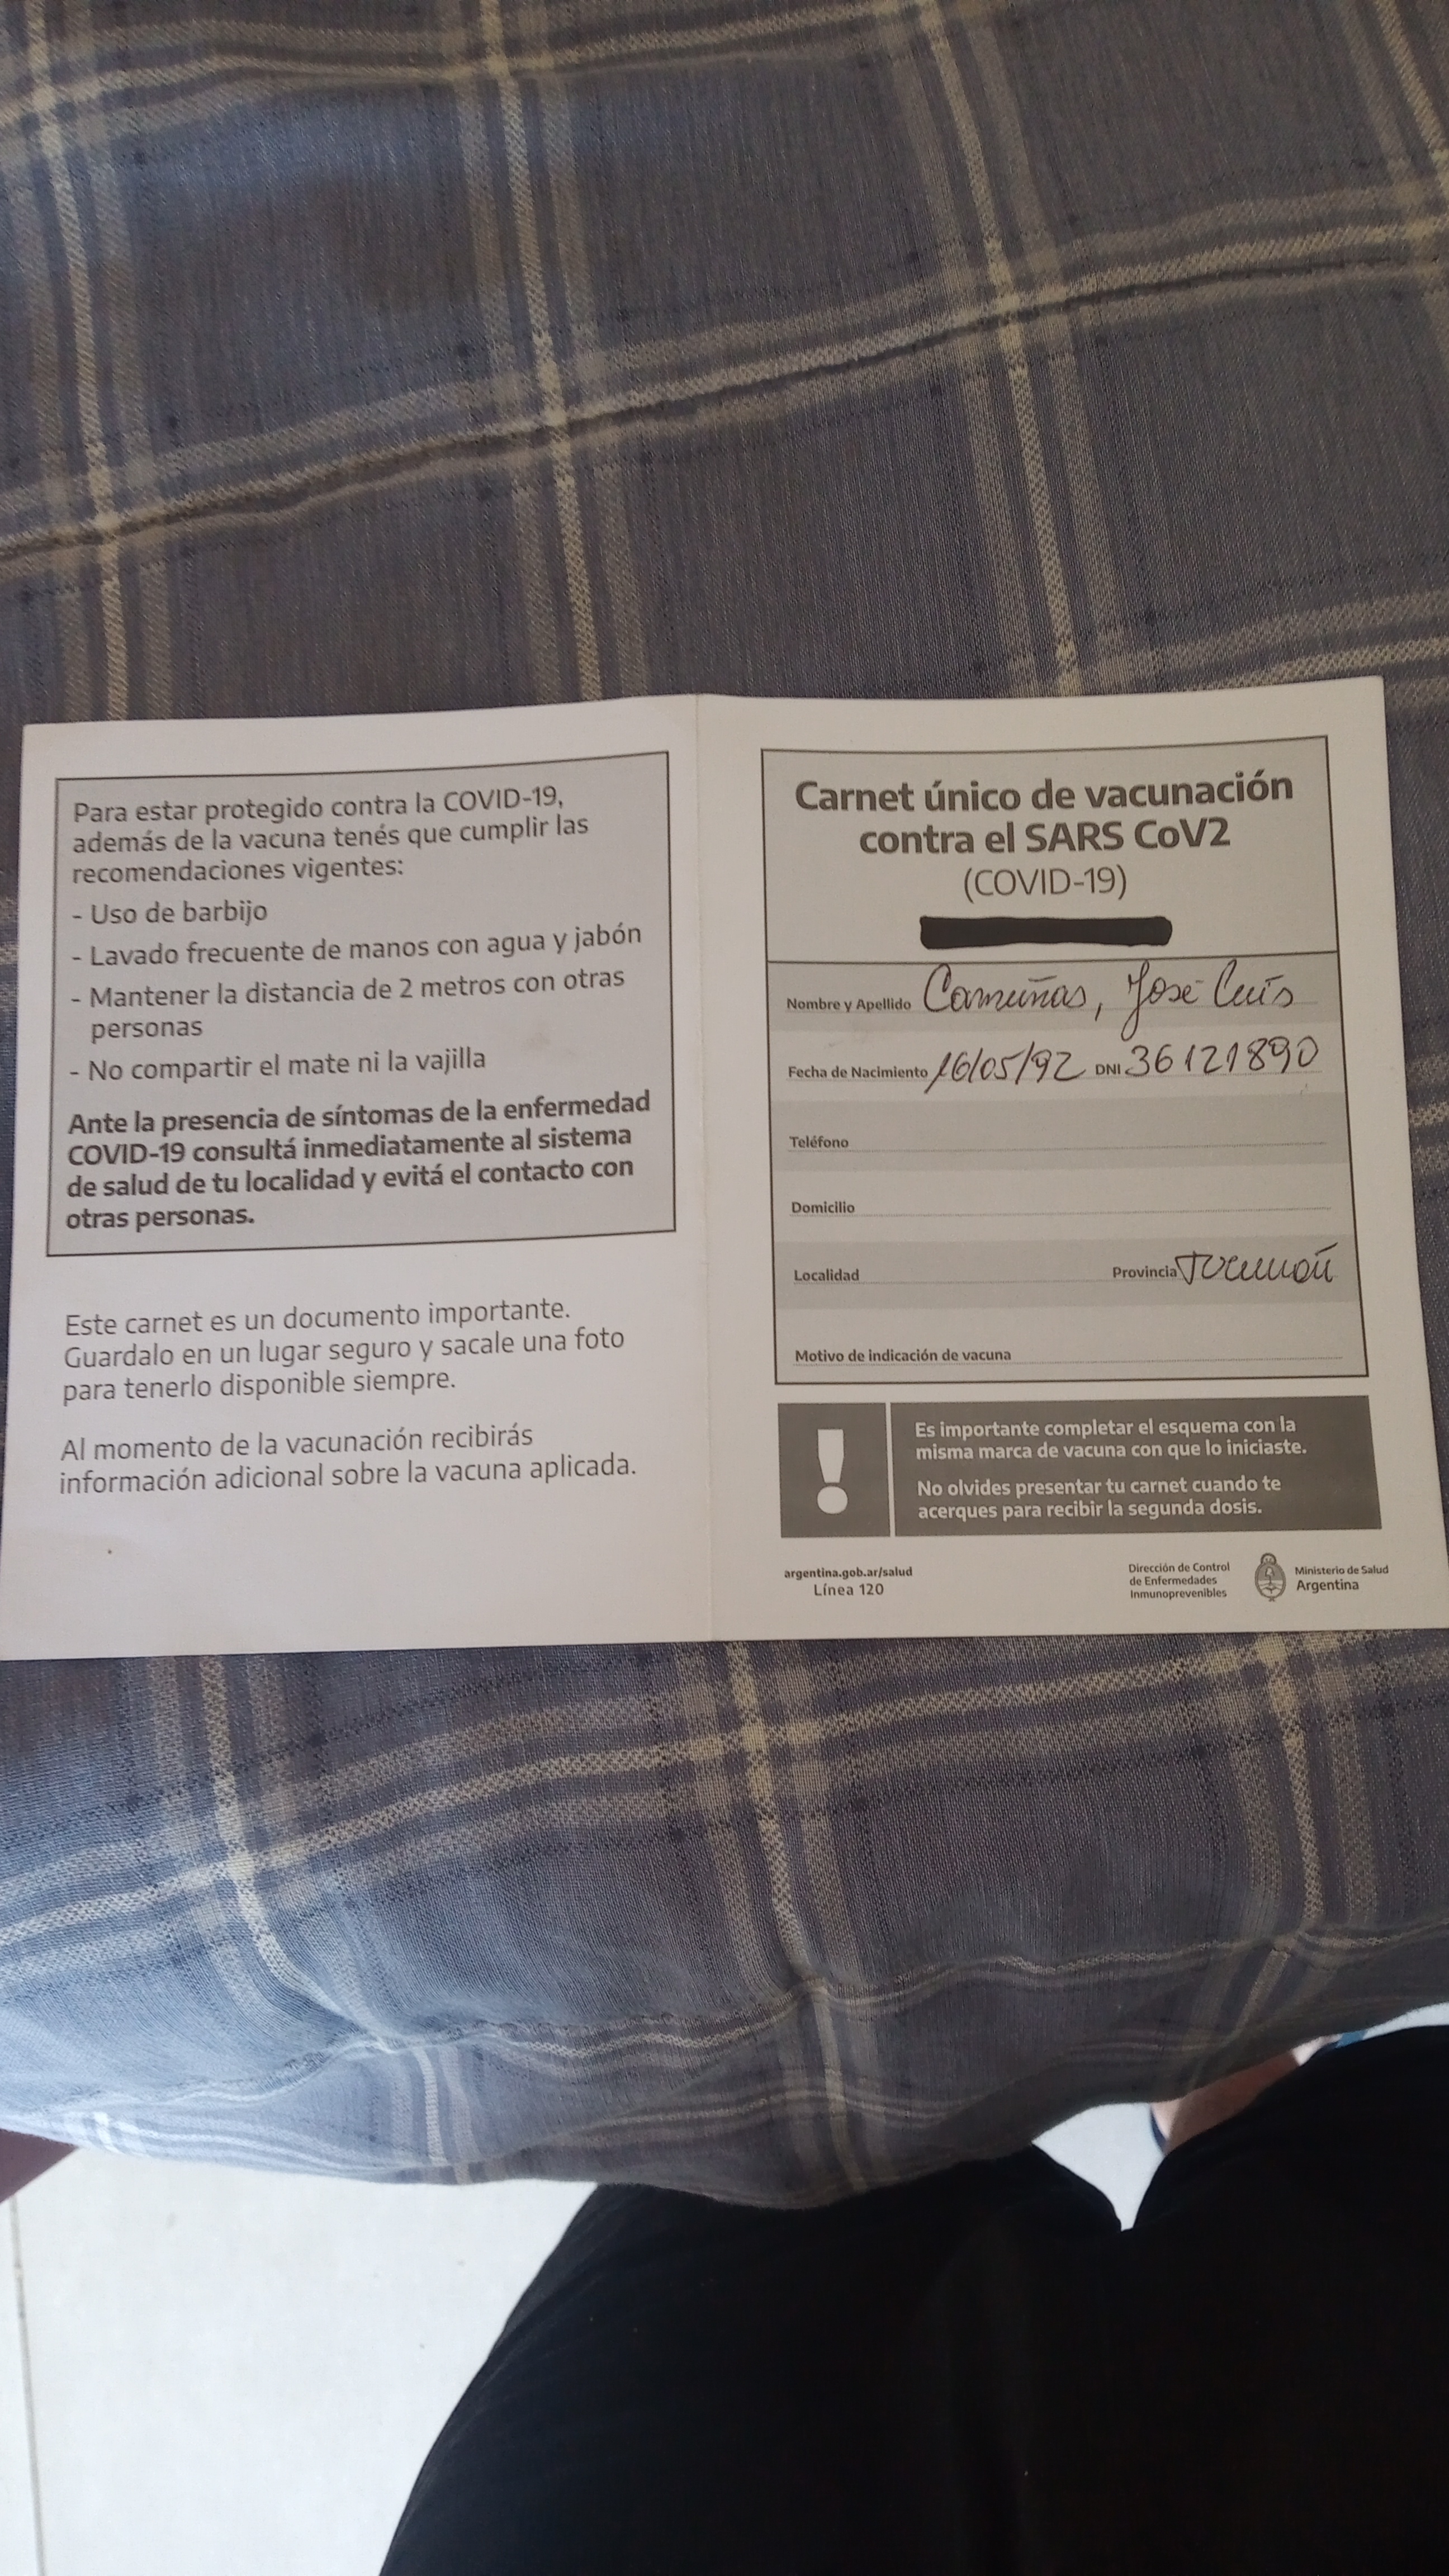 Para estar protegido contra la COVID-19,
además de la vacuna tenés que cumplir las
recomendaciones vigentes:
- Uso de barbijo
- Lavado frecuente de manos con agua y jabón
- Mantener la distancia de 2 metros con otras
personas
- No compartir el mate ni la vajilla
Ante la presencia de síntomas de la enfermedad
COVID-19 consultá inmediatamente al sistema
de salud de tu localidad y evitá el contacto con
otras personas.
Este carnet es un documento importante.
Guardalo en un lugar seguro y sacale una foto
para tenerlo disponible siempre.
Al momento de la vacunación recibirás
información adicional sobre la vacuna aplicada.
Carnet único de vacunación
contra el SARS CoV2
(COVID-19)
Nombre y Apellido Camuñas, José Luis
Fecha de Nacimiento 16/05/92 DNI 36121890
Teléfono
Domicilio
Localidad Provincia Tucumán
Motivo de indicación de vacuna
!
Es importante completar el esquema con la
misma marca de vacuna con que lo iniciaste.
No olvides presentar tu carnet cuando te
acerques para recibir la segunda dosis.
argentina.gob.ar/salud
Línea 120
Dirección de Control
de Enfermedades
Inmunoprevenibles
Ministerio de Salud
Argentina